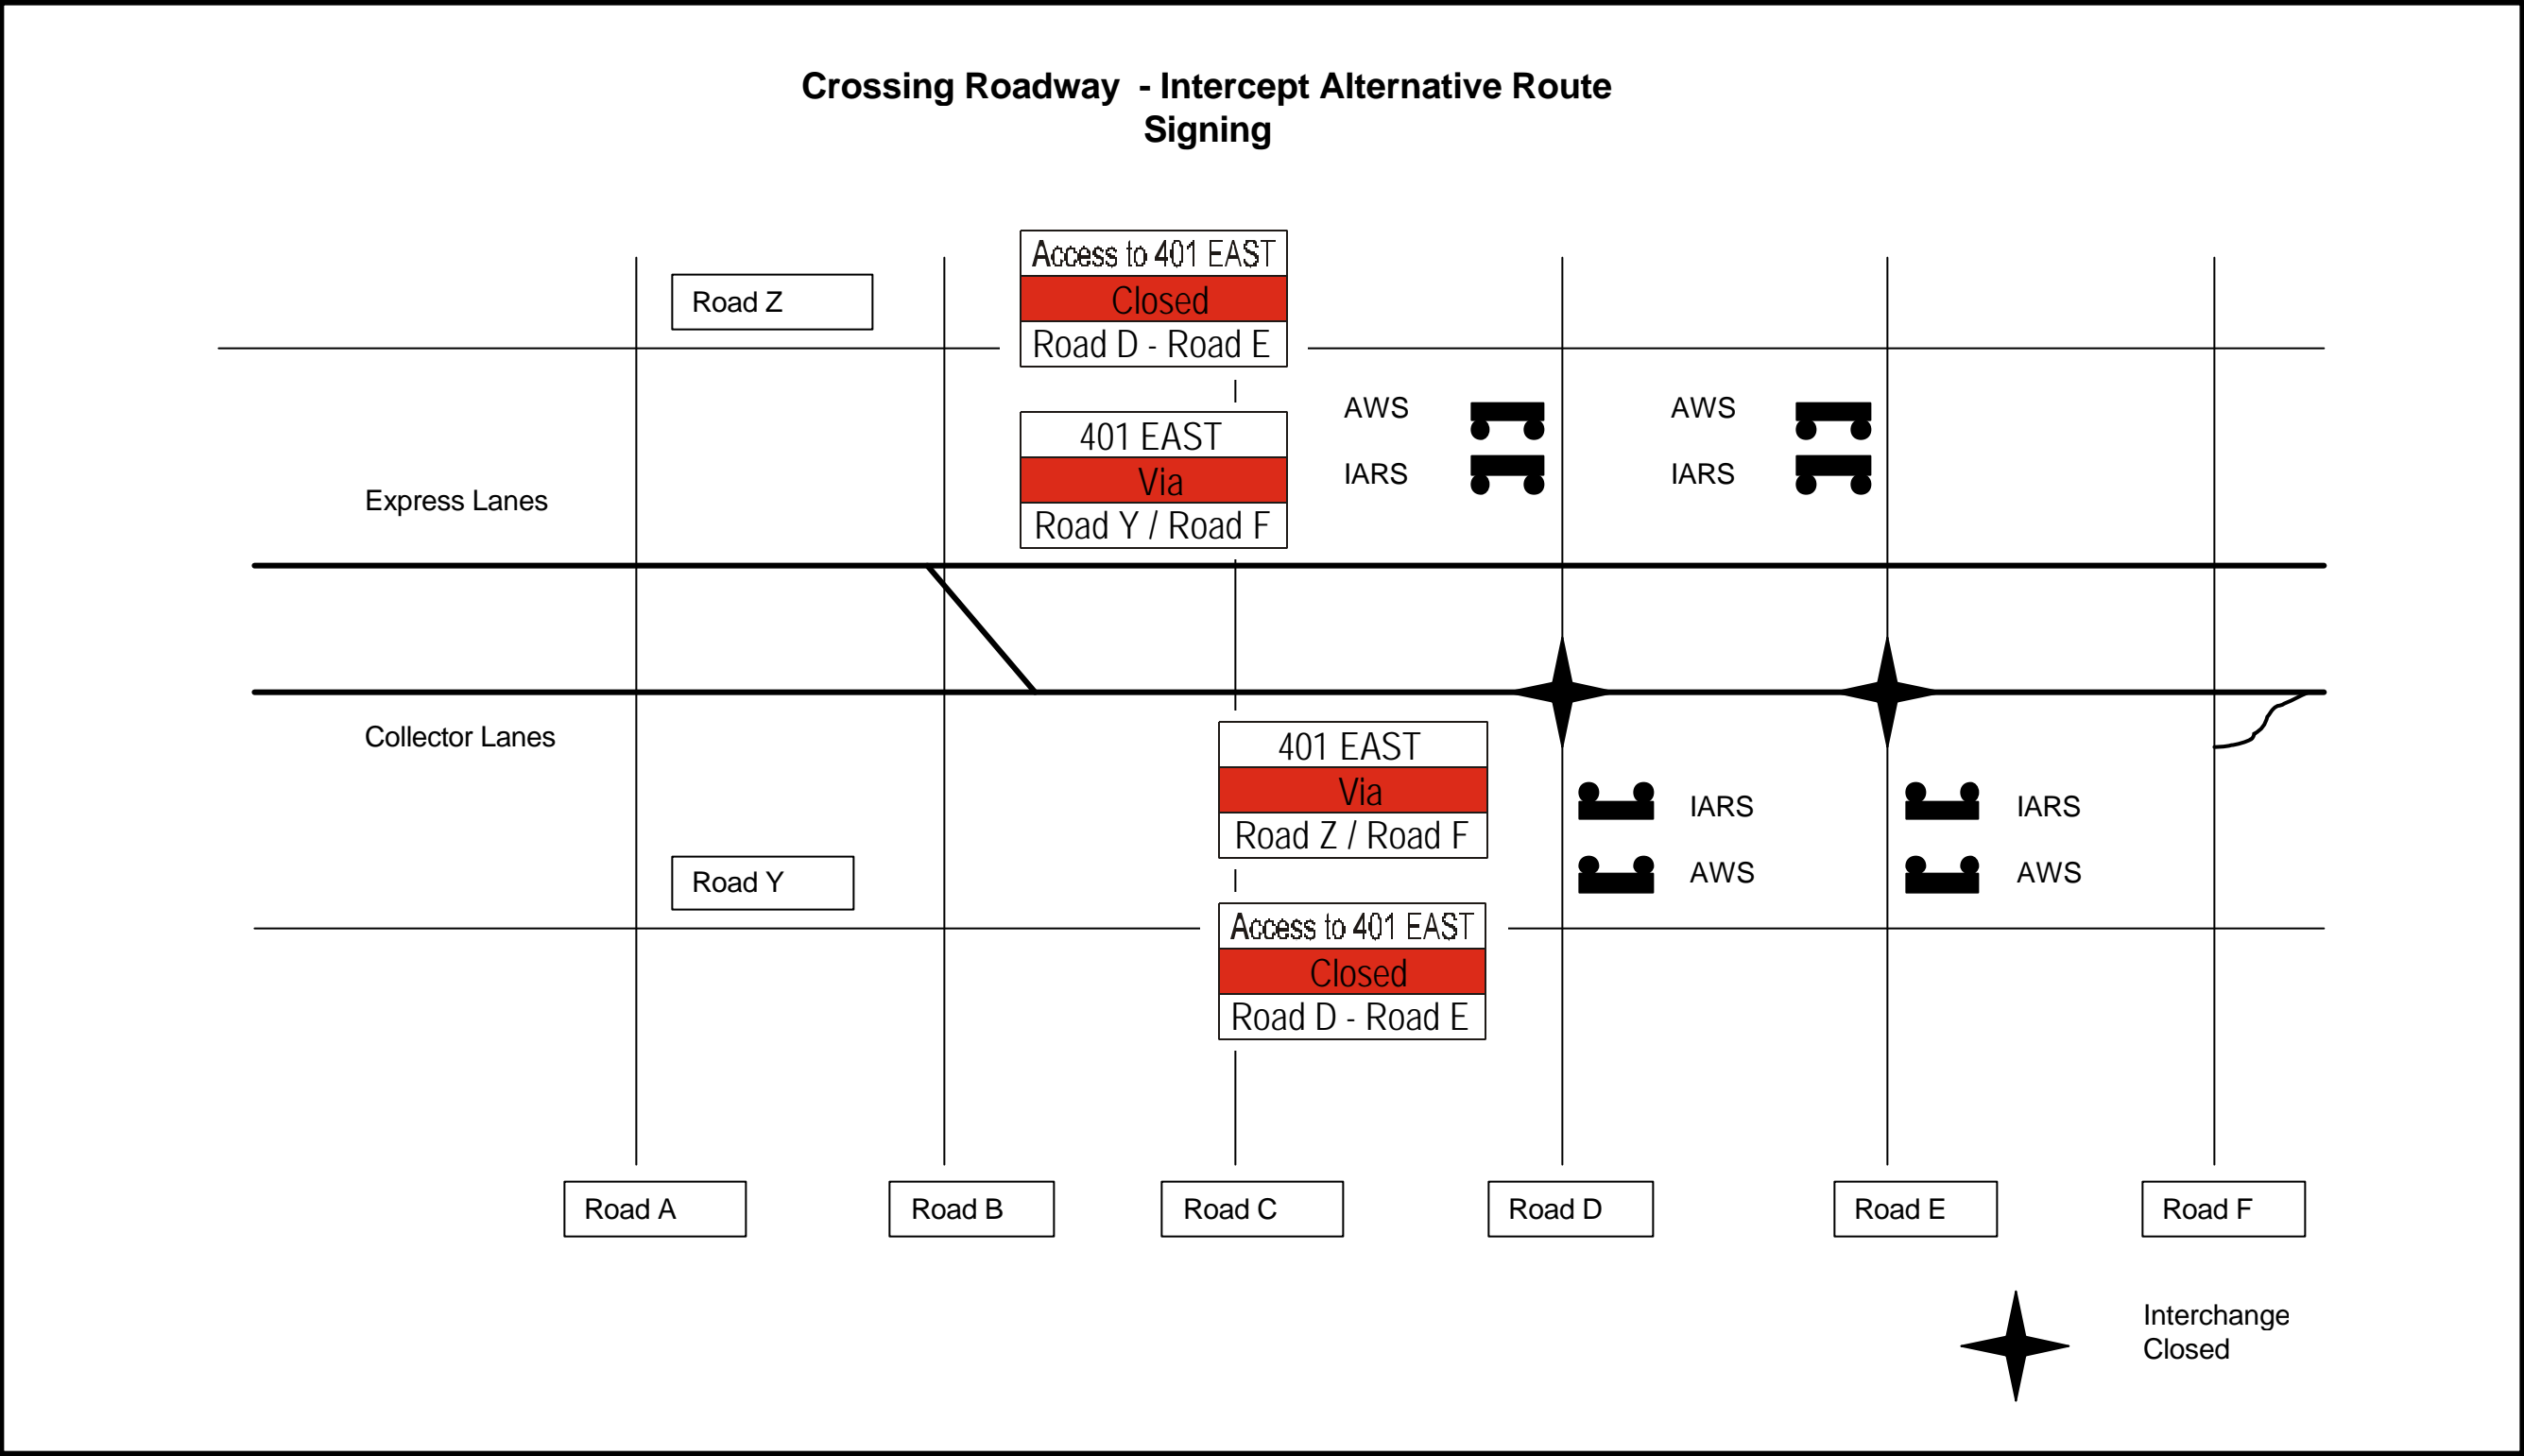 Crossing Roadway - Intercept Alternative Route
Signing
Access to 401 EAST
Closed
Road D - Road E
Road Z
401 EAST
Via
Road Y / Road F
AWS
IARS
AWS
IARS
Express Lanes
Collector Lanes
401 EAST
Via
Road Z / Road F
IARS
AWS
IARS
AWS
Road Y
Access to 401 EAST
Closed
Road D - Road E
Road A
Road B
Road C
Road D
Road E
Road F
Interchange
Closed